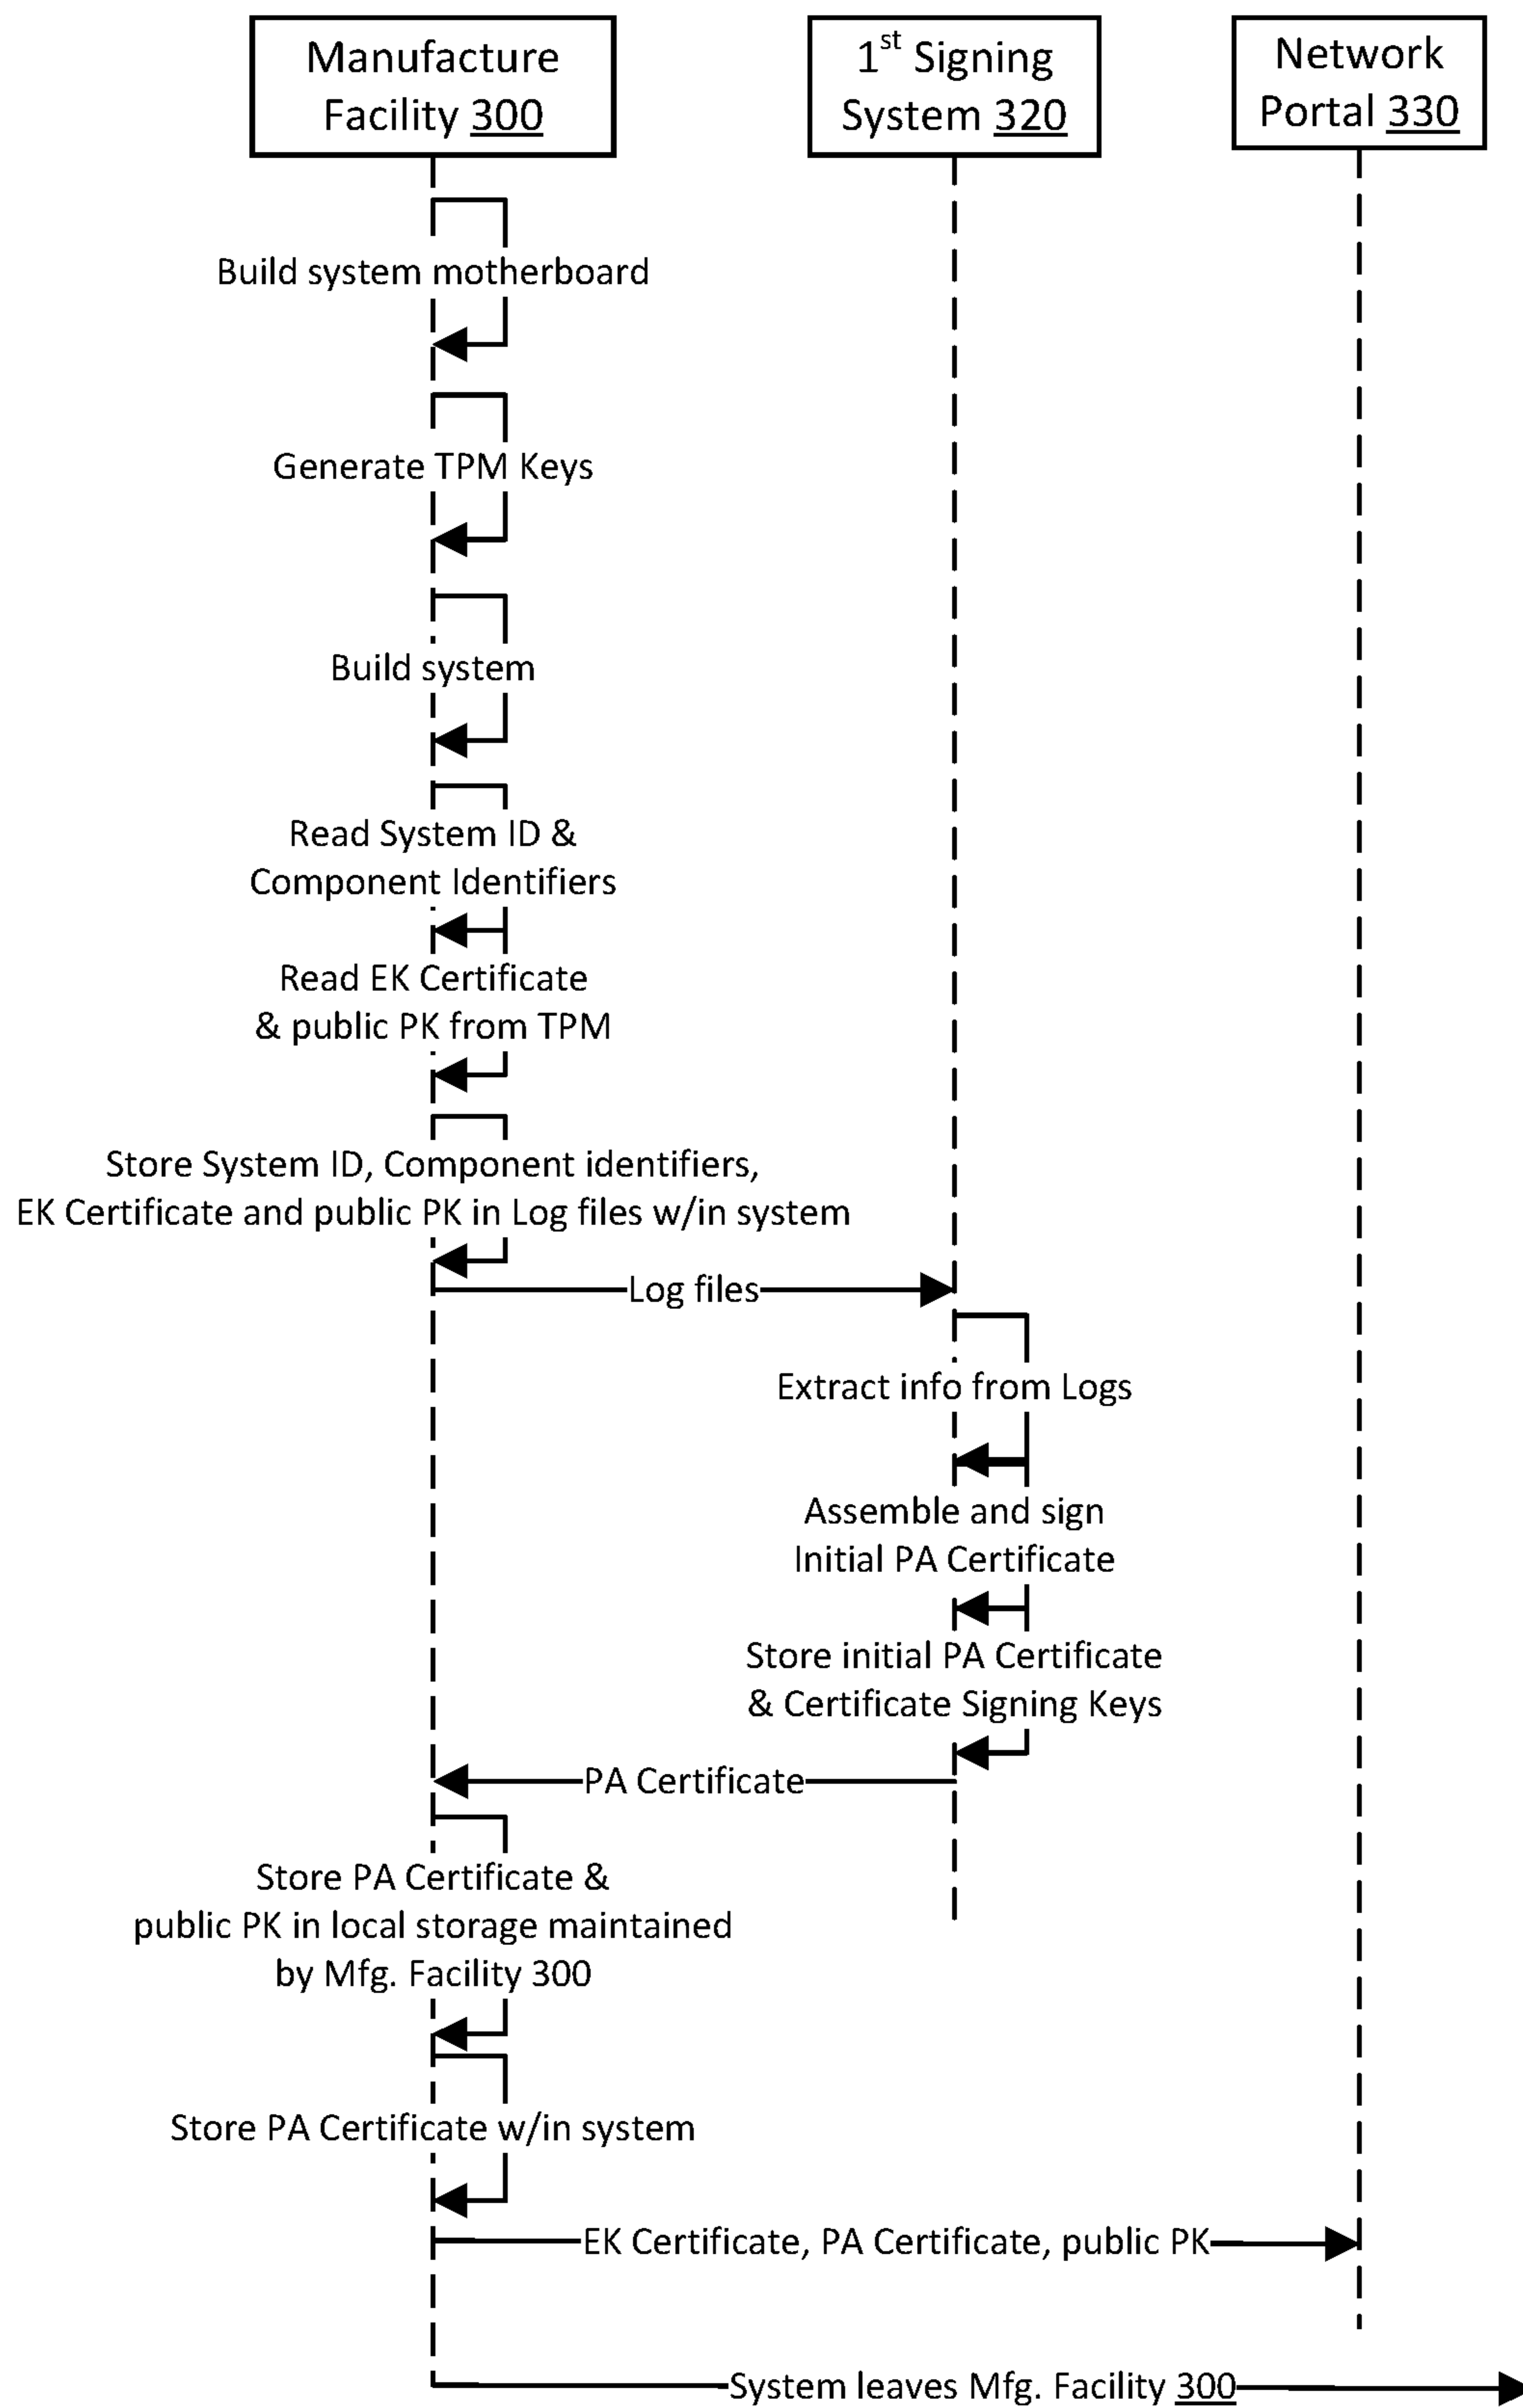 Manufacture
Facility 300
1st Signing
System 320
Network
Portal 330
Build system motherboard
Generate TPM Keys
Build system
Read System ID &
Component Identifiers
Read EK Certificate
& public PK from TPM
Store System ID, Component identifiers,
EK Certificate and public PK in Log files w/in system
Log files
Extract info from Logs
Assemble and sign
Initial PA Certificate
Store initial PA Certificate
& Certificate Signing Keys
PA Certificate
Store PA Certificate &
public PK in local storage maintained
by Mfg. Facility 300
Store PA Certificate w/in system
EK Certificate, PA Certificate, public PK
System leaves Mfg. Facility 300